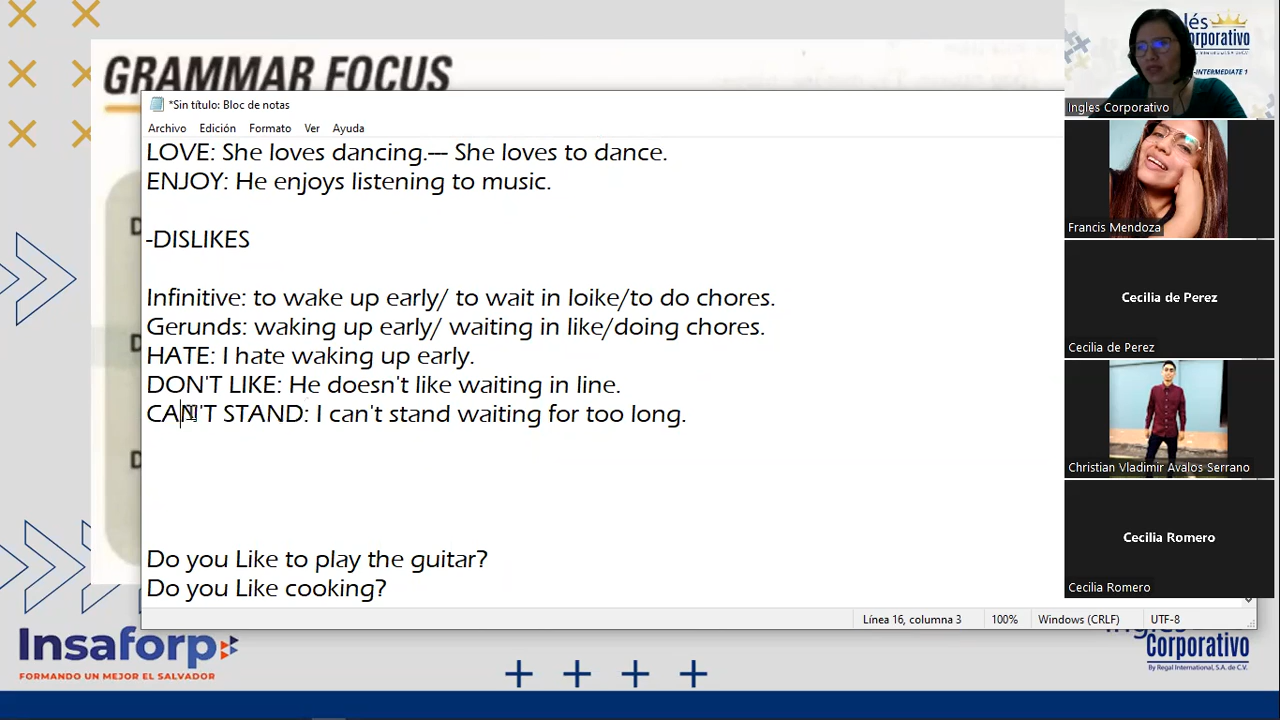 GRAMMAR FOCUS
*Sin título: Bloc de notas
Archivo Edición Formato Ver Ayuda
LOVE: She loves dancing.--- She loves to dance.
ENJOY: He enjoys listening to music.
-DISLIKES
Infinitive: to wake up early/ to wait in loike/to do chores.
Gerunds: waking up early/ waiting in like/doing chores.
HATE: I hate waking up early.
DON'T LIKE: He doesn't like waiting in line.
CAN'T STAND: I can't stand waiting for too long.
Do you Like to play the guitar?
Do you Like cooking?
Línea 16, columna 3 100% Windows (CRLF) UTF-8
Insaforp
FORMANDO UN MEJOR EL SALVADOR
Corporativo
By Regal International, S.A. de C.V.
-INTERMEDIATE 1
Ingles Corporativo
Francis Mendoza
Cecilia de Perez
Cecilia de Perez
Christian Vladimir Avalos Serrano
Cecilia Romero
Cecilia Romero